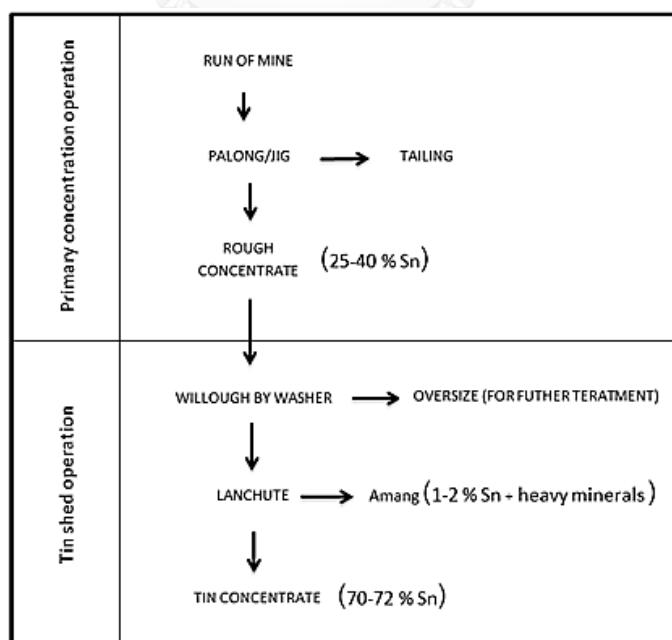 Primary concentration operation
RUN OF MINE
PALONG/JIG
TAILING
ROUGH
CONCENTRATE
(25-40 % Sn)
Tin shed operation
WILLOUGH BY WASHER
OVERSIZE (FOR FUTHER TERATMENT)
LANCHUTE
Amang (1-2 % Sn + heavy minerals)
TIN CONCENTRATE
(70-72 % Sn)